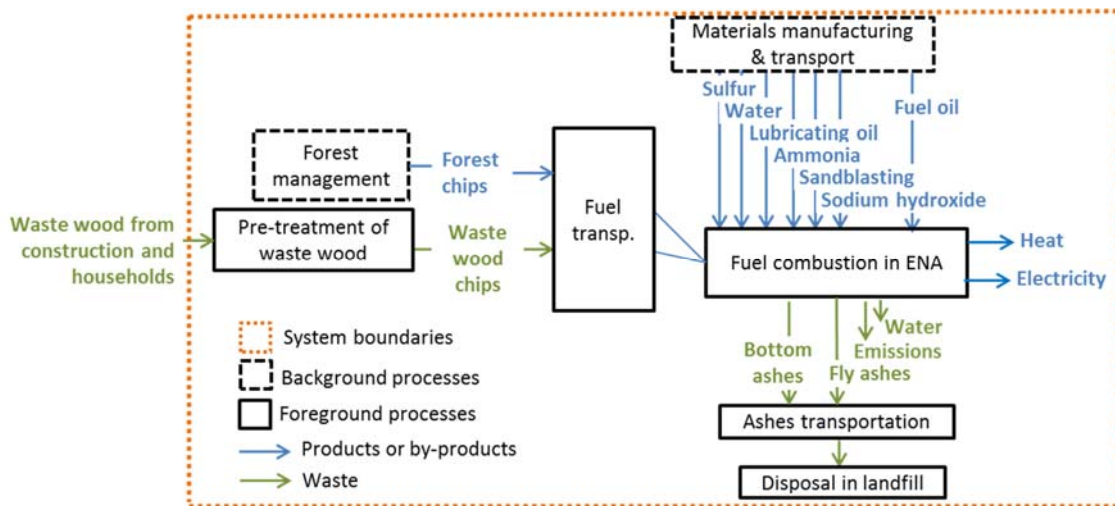 Materials manufacturing
& transport
Sulfur
Water
Fuel oil
Lubricating oil
Ammonia
Sandblasting
Sodium hydroxide
Forest
management
Forest
chips
Fuel
transp.
Waste wood from
construction and
households
Pre-treatment of
waste wood
Waste
wood
chips
Fuel combustion in ENA
Heat
Electricity
System boundaries
Background processes
Foreground processes
Products or by-products
Waste
Bottom
ashes
Fly ashes
Emissions
Water
Ashes transportation
Disposal in landfill